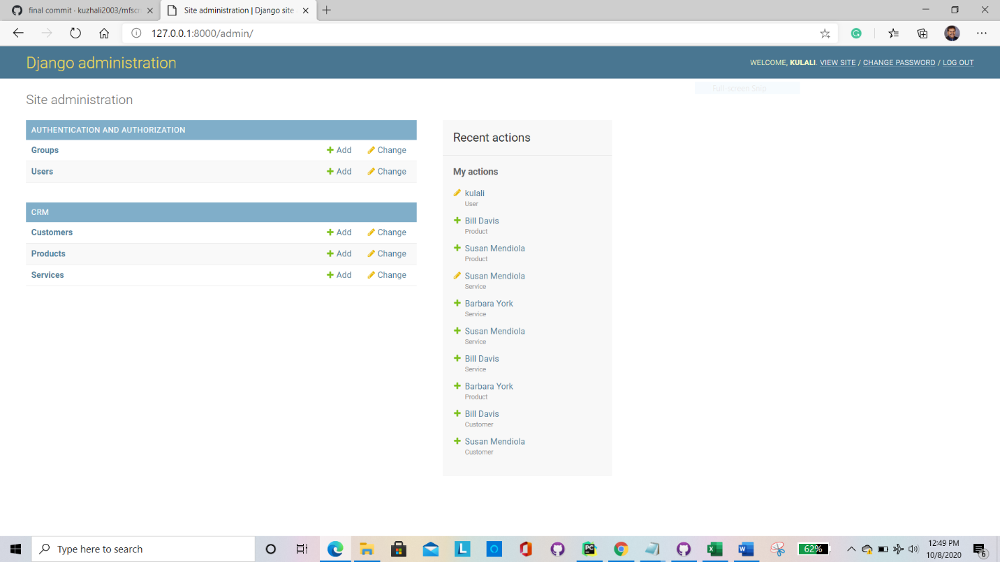 final commit - kuzhali2003/mfscr
Site administration | Django site
127.0.0.1:8000/admin/
Django administration
WELCOME, KULALI. VIEW SITE / CHANGE PASSWORD / LOG OUT
Full-screen Snip
Site administration
AUTHENTICATION AND AUTHORIZATION
Groups Add Change
Users Add Change
CRM
Customers Add Change
Products Add Change
Services Add Change
Recent actions
My actions
kulali
User
Bill Davis
Product
Susan Mendiola
Product
Susan Mendiola
Service
Barbara York
Service
Susan Mendiola
Service
Bill Davis
Service
Barbara York
Product
Bill Davis
Customer
Susan Mendiola
Customer
Type here to search
62%
12:49 PM
10/8/2020
6